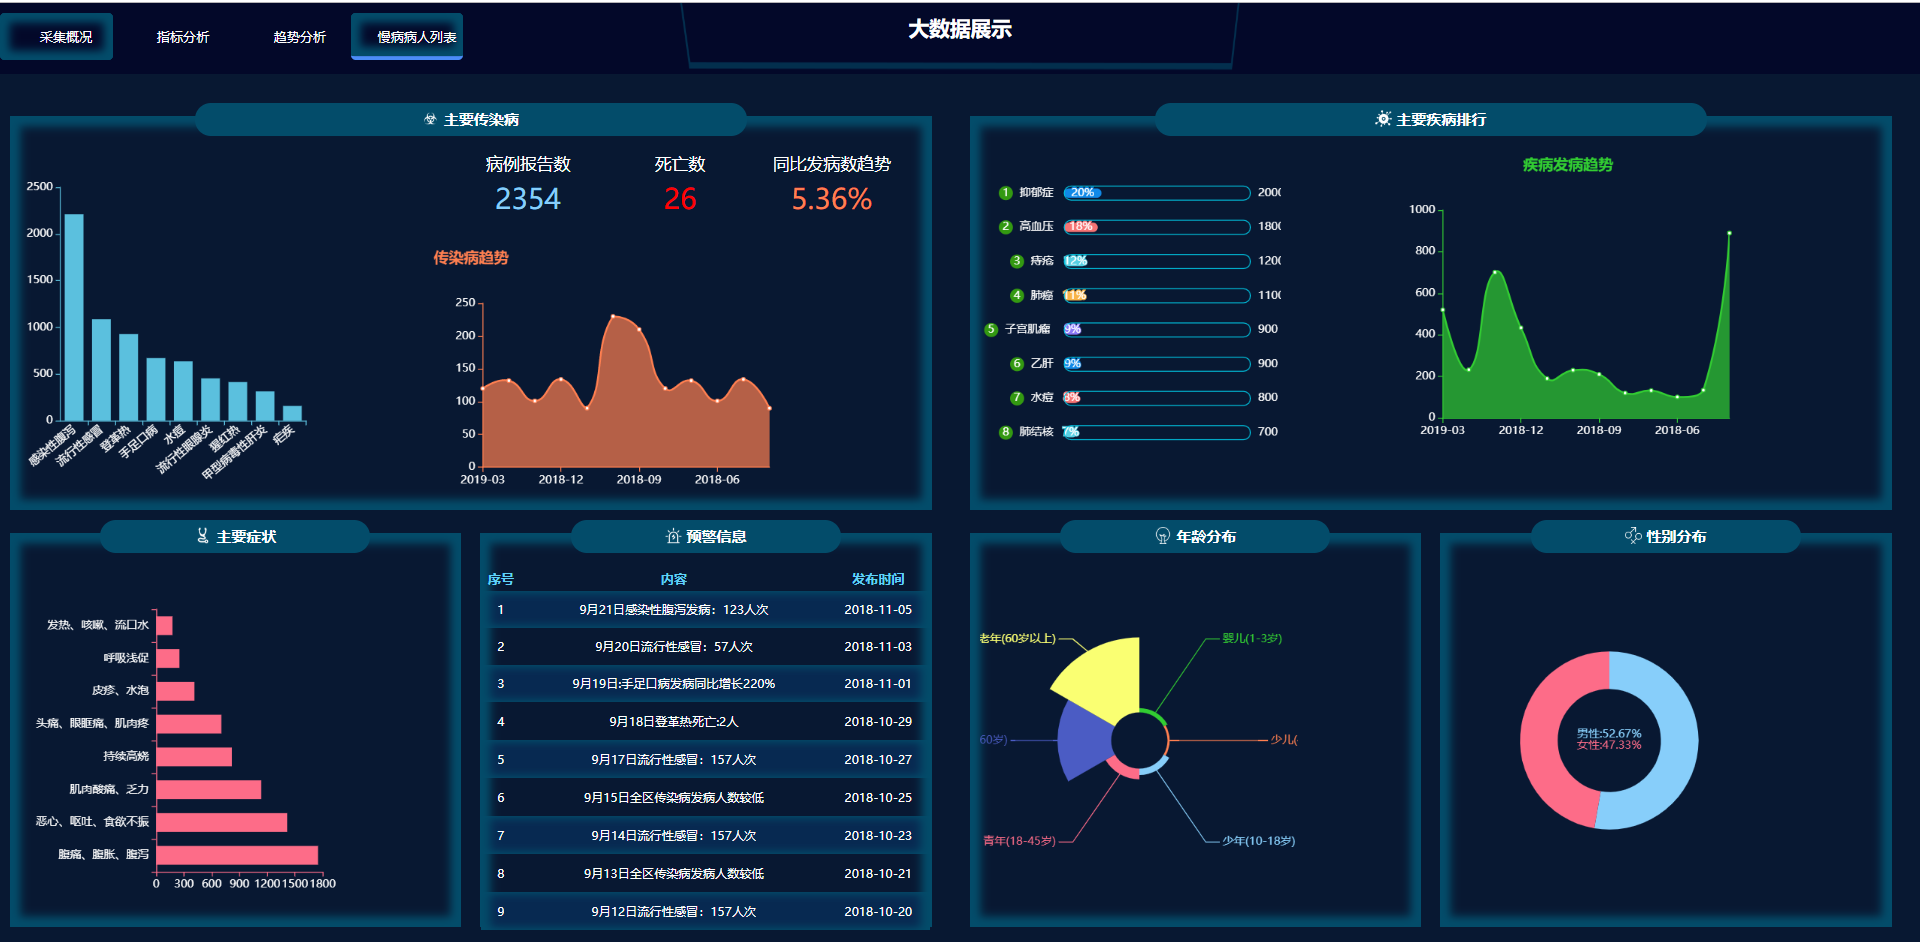 采集概况
指标分析
趋势分析
慢病病人列表
大数据展示
主要传染病
病例报告数
死亡数
同比发病数趋势
2354
26
5.36%
2500
2000
1500
1000
500
0
感染性腹泻
流行性感冒
登革热
手足口病
水痘
流行性眼腺炎
猩红热
甲型病毒性肝炎
疟疾
传染病趋势
250
200
150
100
50
0
2019-03
2018-12
2018-09
2018-06
主要疾病排行
1 抑郁症 20% 2000
2 高血压 18% 1800
3 痔疮 12% 1200
4 肺癌 11% 1100
5 子宫肌瘤 9% 900
6 乙肝 9% 900
7 水痘 8% 800
8 肺结核 7% 700
疾病发病趋势
1000
800
600
400
200
0
2019-03
2018-12
2018-09
2018-06
主要症状
发热、咳嗽、流口水
呼吸浅促
皮疹、水泡
头痛、眼眶痛、肌肉疼
持续高烧
肌肉酸痛、乏力
恶心、呕吐、食欲不振
腹痛、腹胀、腹泻
0 300 600 900 1200 1500 1800
预警信息
序号 内容 发布时间
1 9月21日感染性腹泻发病：123人次 2018-11-05
2 9月20日流行性感冒：57人次 2018-11-03
3 9月19日:手足口病发病同比增长220% 2018-11-01
4 9月18日登革热死亡:2人 2018-10-29
5 9月17日流行性感冒：157人次 2018-10-27
6 9月15日全区传染病发病人数较低 2018-10-25
7 9月14日流行性感冒：157人次 2018-10-23
8 9月13日全区传染病发病人数较低 2018-10-21
9 9月12日流行性感冒：157人次 2018-10-20
年龄分布
老年(60岁以上)
婴儿(1-3岁)
60岁)
少儿(
青年(18-45岁)
少年(10-18岁)
性别分布
男性:52.67%
女性:47.33%